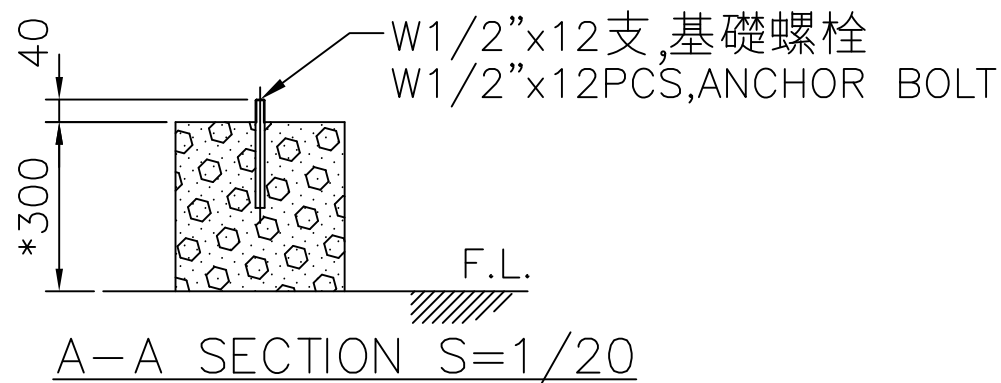 40
W1/2"x12支,基礎螺栓
W1/2"x12PCS,ANCHOR BOLT
*300
F.L.
A-A SECTION S=1/20